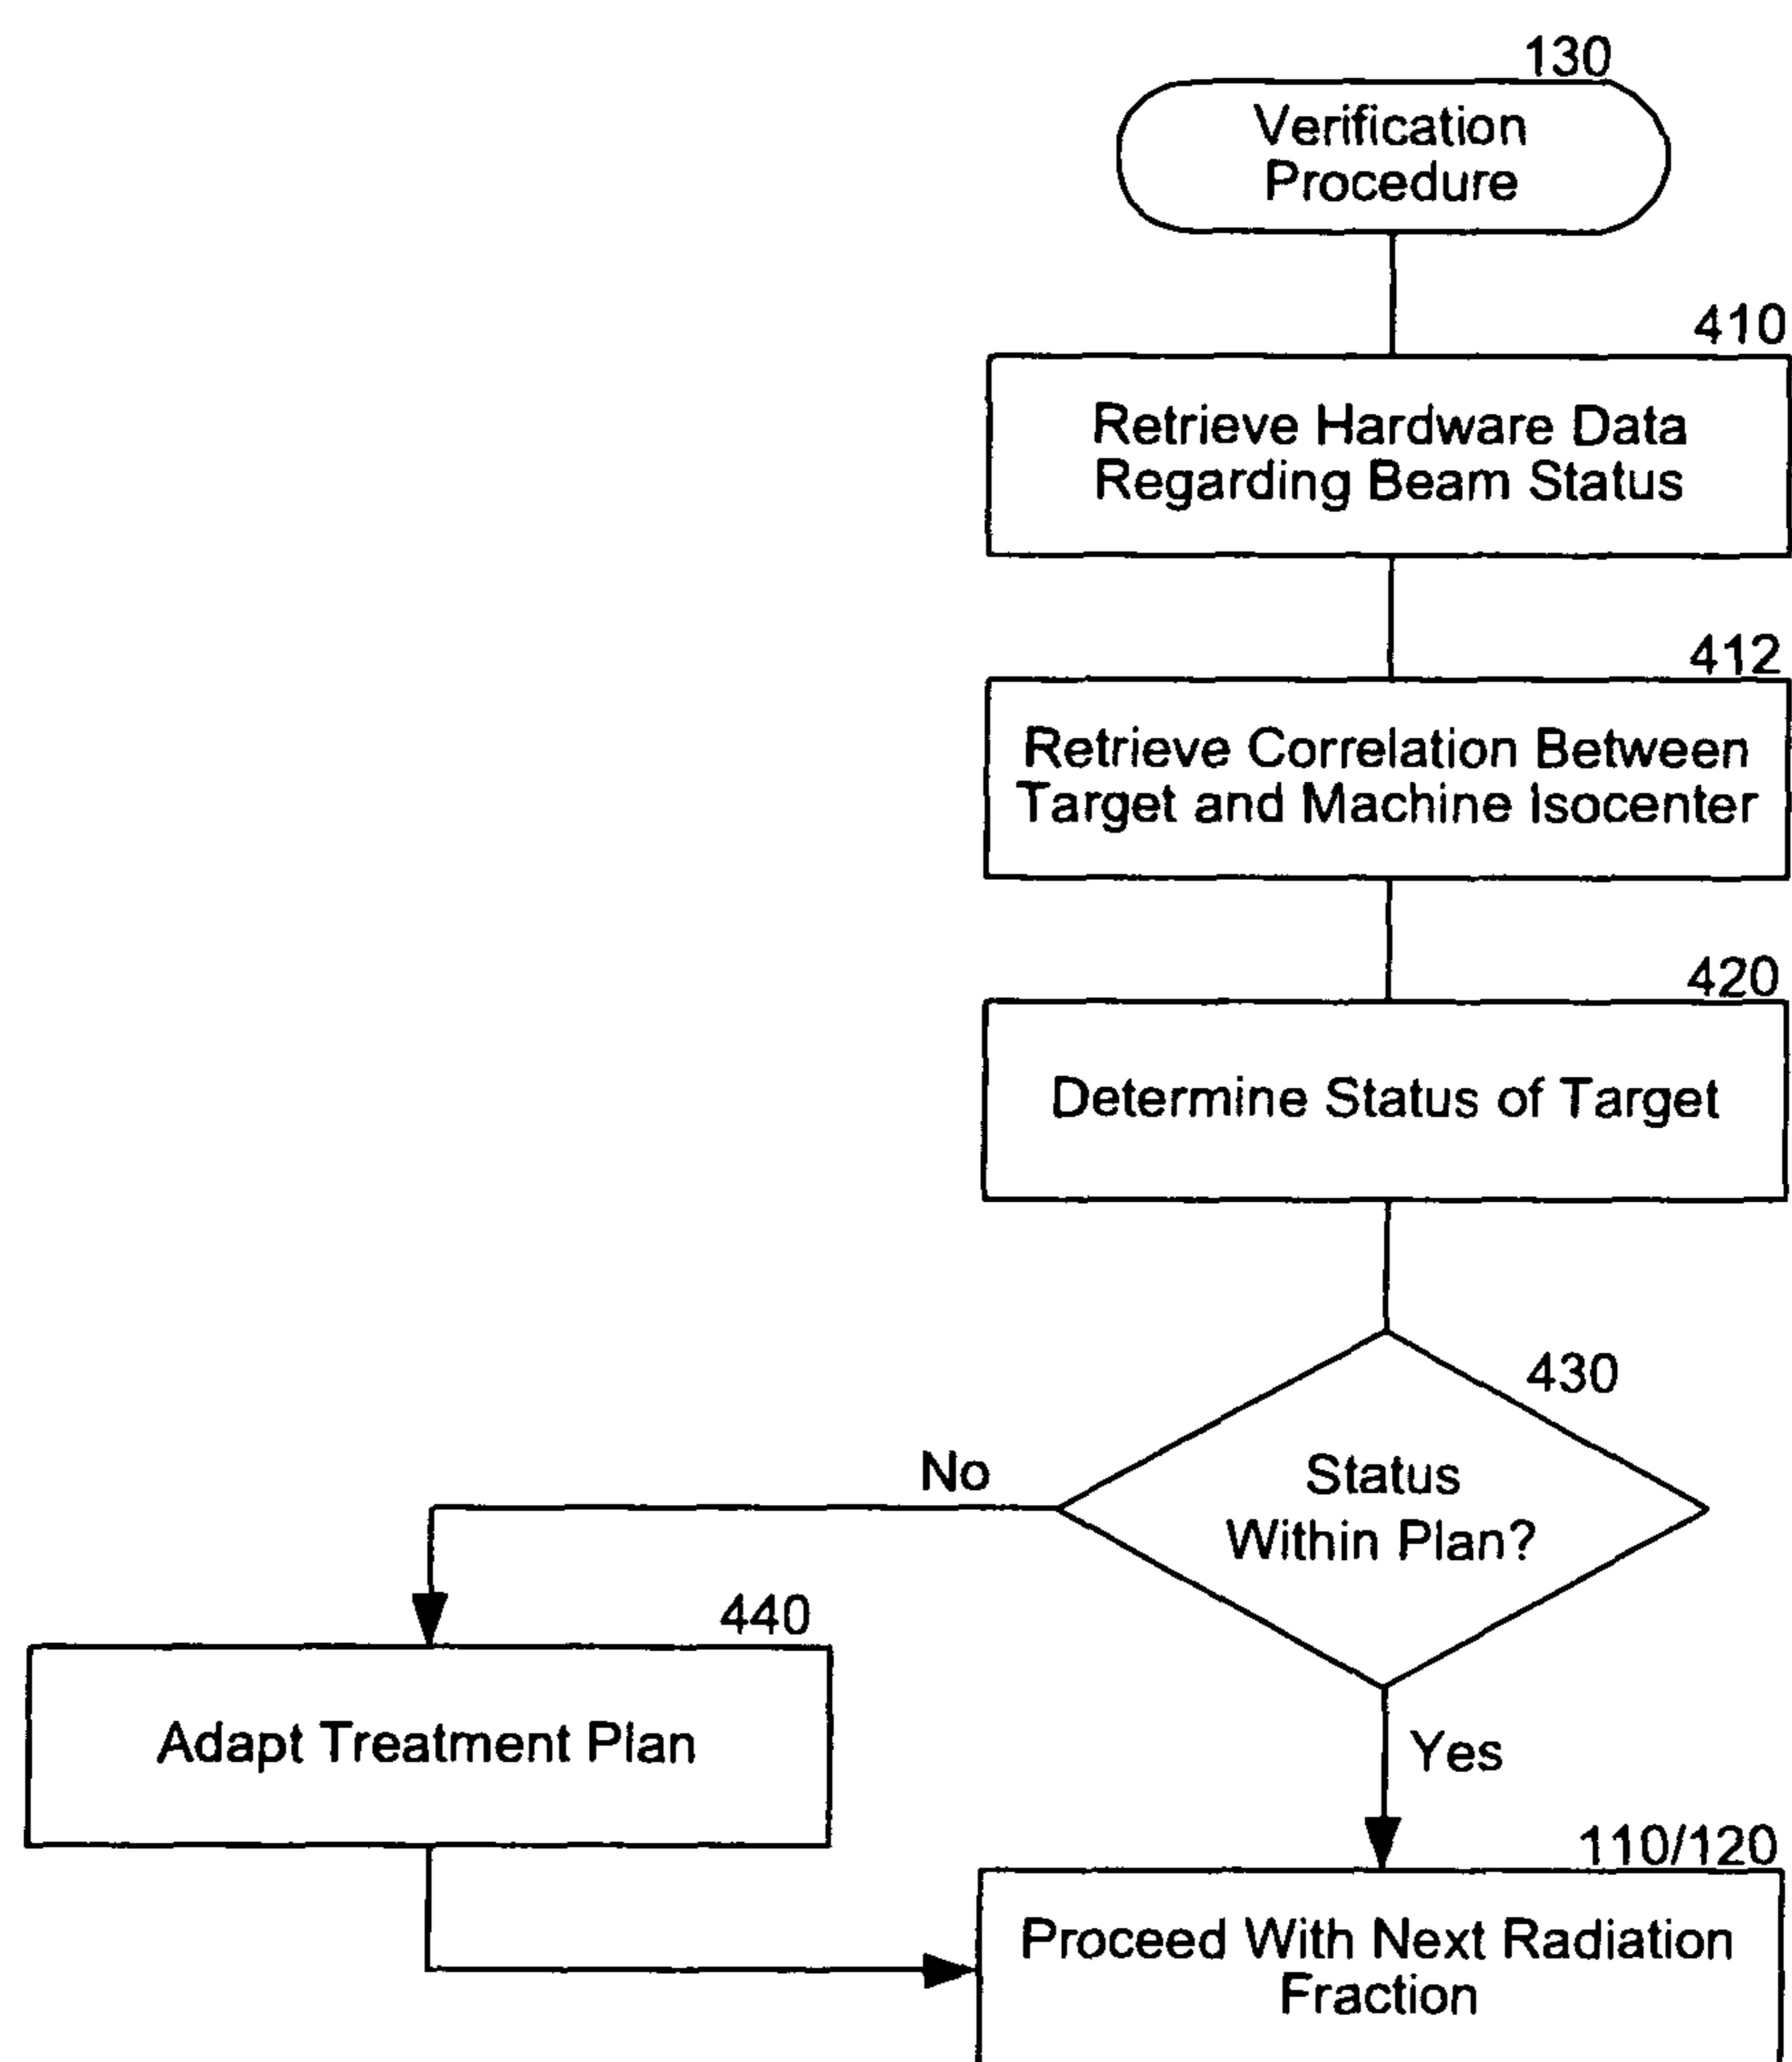 130
Verification
Procedure
410
Retrieve Hardware Data
Regarding Beam Status
412
Retrieve Correlation Between
Target and Machine Isocenter
420
Determine Status of Target
430
Status
Within Plan?
No
440
Adapt Treatment Plan
Yes
110/120
Proceed With Next Radiation
Fraction